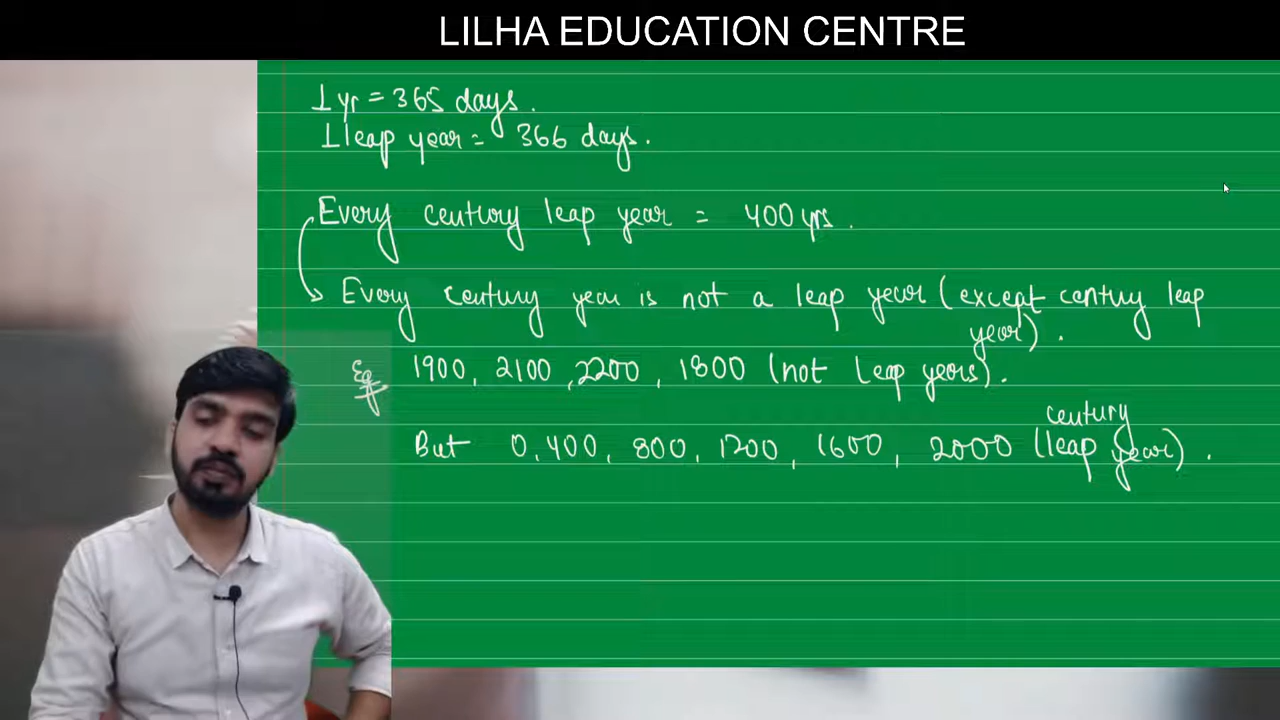 LILHA EDUCATION CENTRE
1 yr = 365 days.
1 leap year = 366 days.
Every century leap year = 400 yrs.
Every century year is not a leap year (except century leap
year).
Eg 1900, 2100, 2200, 1800 (not leap years).
century
But 0, 400, 800, 1200, 1600, 2000 (leap year).